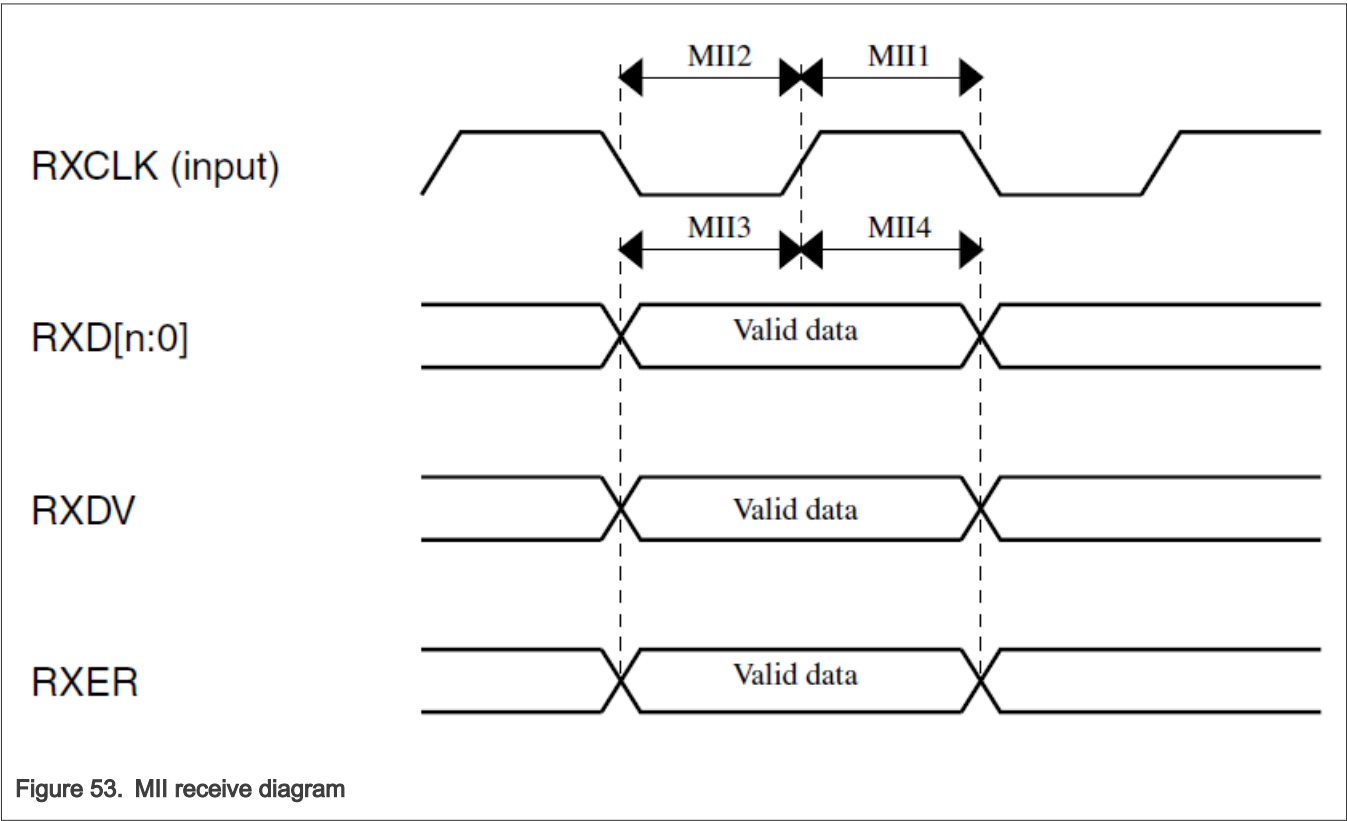 MII2 MII1
RXCLK (input)
MII3 MII4
RXD[n:0] Valid data
RXDV Valid data
RXER Valid data
Figure 53. MII receive diagram